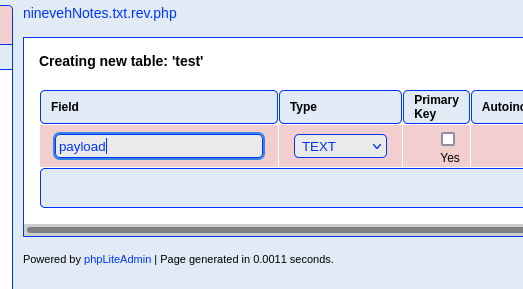 ninevehNotes.txt.rev.php
Creating new table: 'test'
Field Type Primary Key Autoinc
payload TEXT Yes
Powered by phpLiteAdmin | Page generated in 0.0011 seconds.